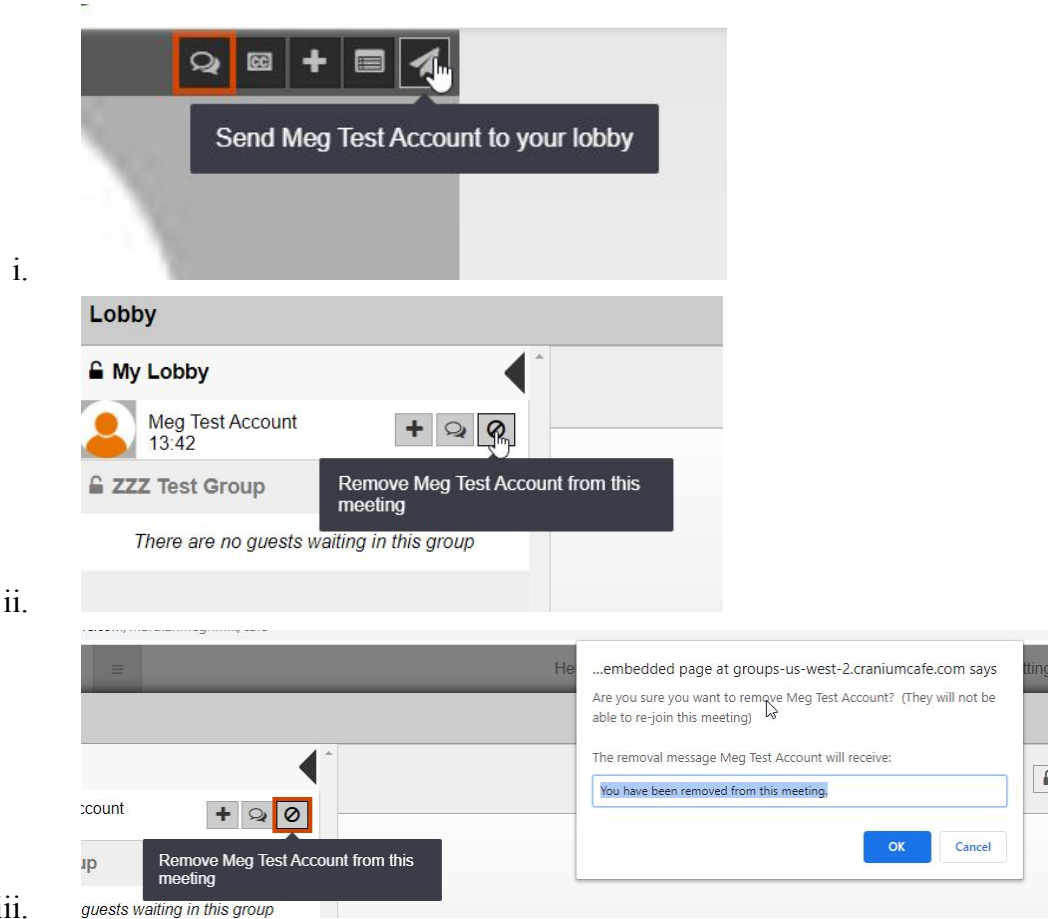 CC
Send Meg Test Account to your lobby
i.
Lobby
My Lobby
Meg Test Account
13:42
ZZZ Test Group
Remove Meg Test Account from this
meeting
There are no guests waiting in this group
ii.
He
...embedded page at groups-us-west-2.craniumcafe.com says
tting
Are you sure you want to remove Meg Test Account? (They will not be
able to re-join this meeting)
The removal message Meg Test Account will receive:
You have been removed from this meeting.
OK Cancel
ccount
up
Remove Meg Test Account from this
meeting
guests waiting in this group
iii.